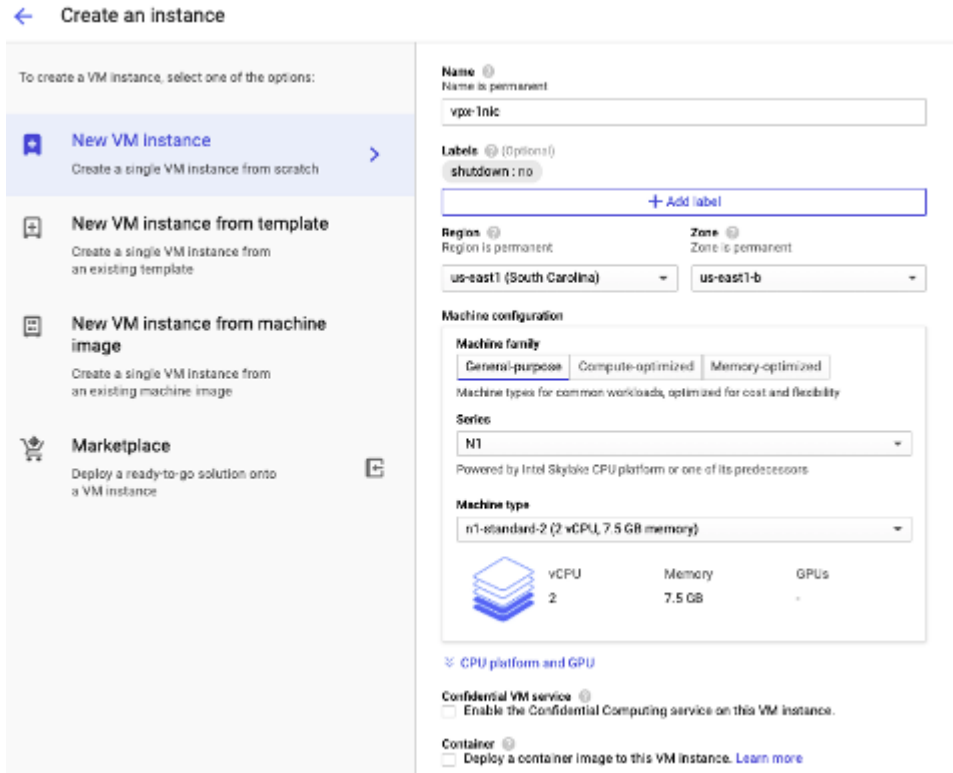 Create an instance
To create a VM instance, select one of the options:
New VM instance
Create a single VM instance from scratch
New VM instance from template
Create a single VM instance from
an existing template
New VM instance from machine
image
Create a single VM instance from
an existing machine image
Marketplace
Deploy a ready-to-go solution onto
a VM instance
Name
Name is permanent
vpx-1nic
Labels (Optional)
shutdown : no
+ Add label
Region Zone
Region is permanent Zone is permanent
us-east1 (South Carolina) us-east1-b
Machine configuration
Machine family
General-purpose Compute-optimized Memory-optimized
Machine types for common workloads, optimized for cost and flexibility
Series
N1
Powered by Intel Skylake CPU platform or one of its predecessors
Machine type
n1-standard-2 (2 vCPU, 7.5 GB memory)
vCPU Memory GPUs
2 7.5 GB -
CPU platform and GPU
Confidential VM service
Enable the Confidential Computing service on this VM instance.
Container
Deploy a container image to this VM instance. Learn more